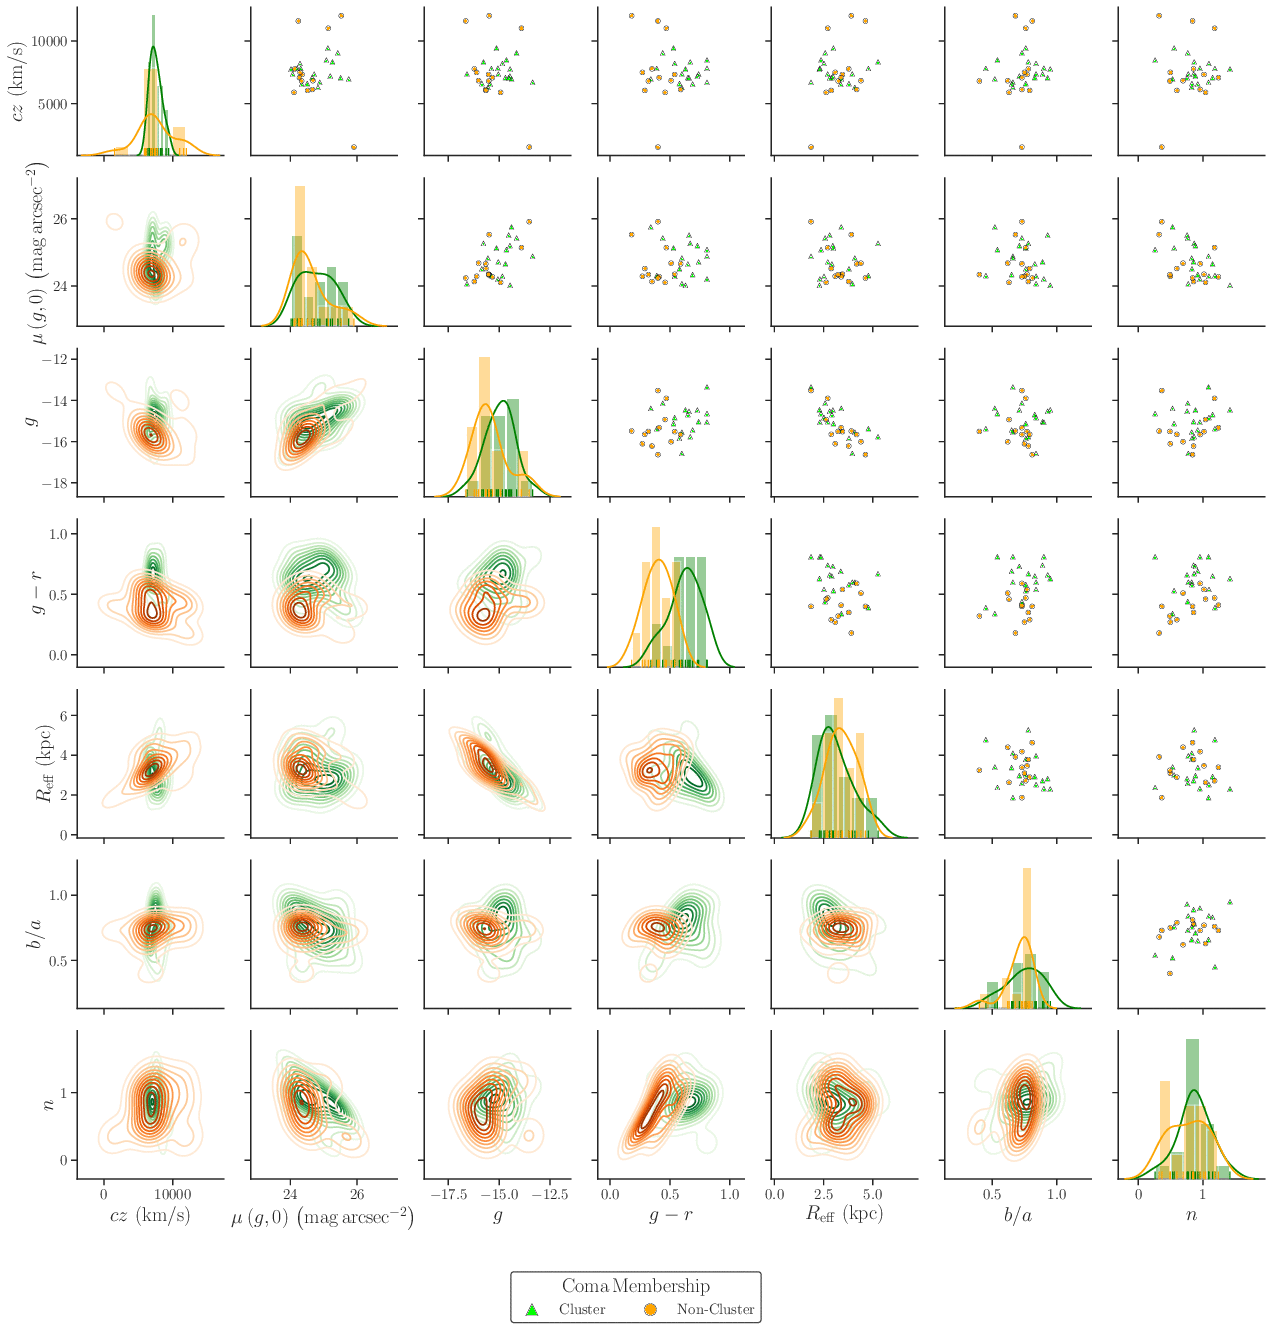 cz (km/s)
10000
5000
μ (g, 0) (mag arcsec⁻²)
26
24
g
−12
−14
−16
−18
g − r
1.0
0.5
0.0
R_eff (kpc)
6
4
2
0
b/a
1.0
0.5
n
1
0
0 10000 24 26 −17.5 −15.0 −12.5 0.0 0.5 1.0 0.0 2.5 5.0 0.5 1.0 0 1
cz (km/s) μ (g, 0) (mag arcsec⁻²) g g − r R_eff (kpc) b/a n
Coma Membership
Cluster Non-Cluster